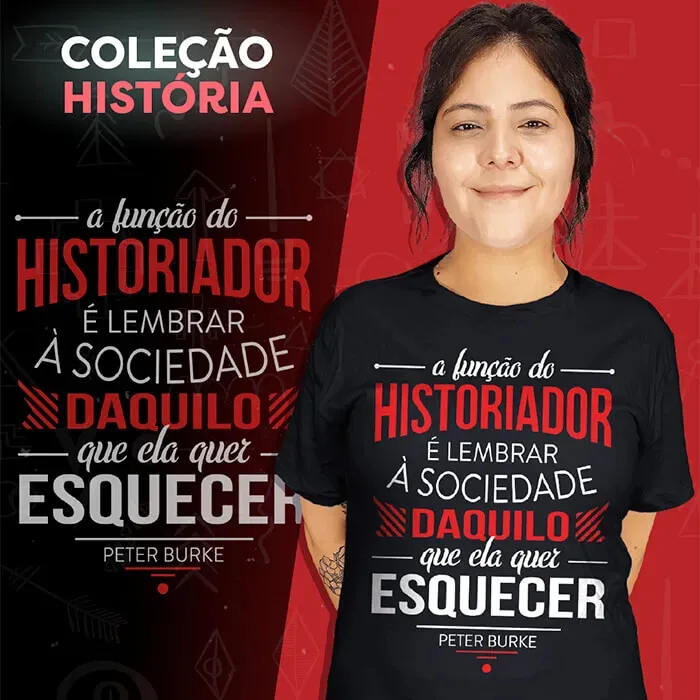 COLEÇÃO
HISTÓRIA
a função do
HISTORIADOR
É LEMBRAR
À SOCIEDADE
DAQUILO
que ela quer
ESQUECER
PETER BURKE
a função do
HISTORIADOR
É LEMBRAR
À SOCIEDADE
DAQUILO
que ela quer
ESQUECER
PETER BURKE